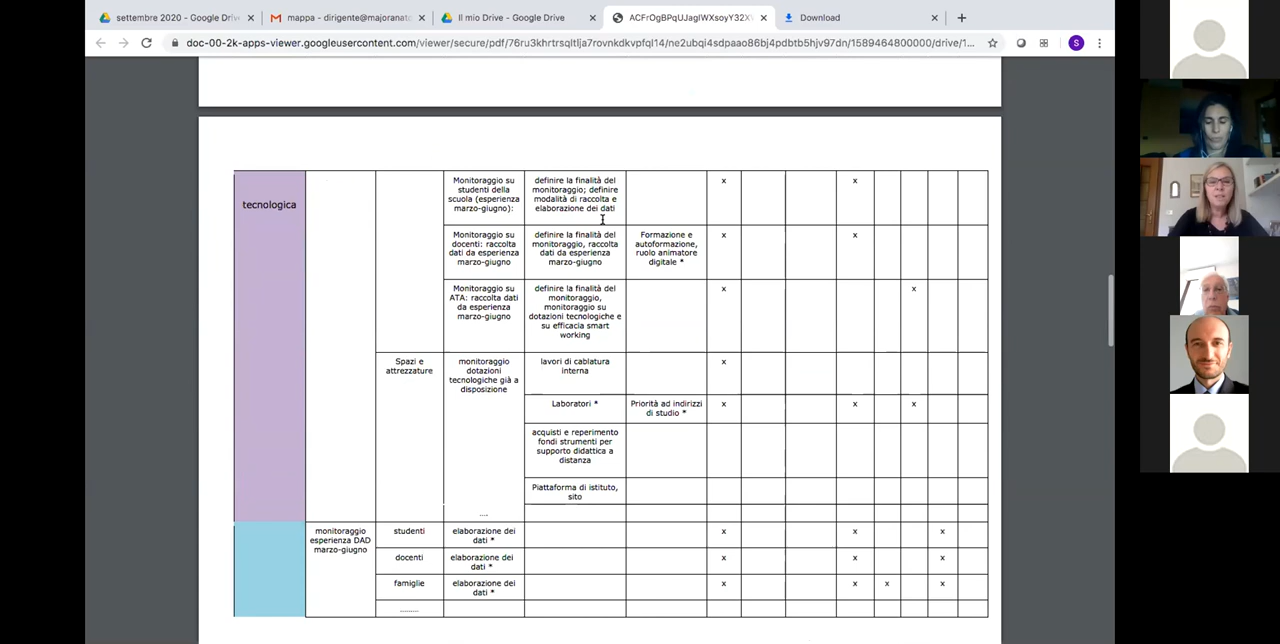 settembre 2020 - Google Drive
mappa - dirigente@majoranato
Il mio Drive - Google Drive
ACFrOgBPqUJagIWXsoyY32X
Download
doc-00-2k-apps-viewer.googleusercontent.com/viewer/secure/pdf/76ru3khrtrsqltlja7rovnkdkvpfql14/ne2ubqi4sdpaao86bj4pdbtb5hjv97dn/1589464800000/drive/1...
S
tecnologica
Monitoraggio su
studenti della
scuola (esperienza
marzo-giugno):
definire la finalità del
monitoraggio; definire
modalità di raccolta e
elaborazione dei dati
x
x
Monitoraggio su
docenti: raccolta
dati da esperienza
marzo-giugno
definire la finalità del
monitoraggio, raccolta
dati da esperienza
marzo-giugno
Formazione e
autoformazione,
ruolo animatore
digitale *
x
x
Monitoraggio su
ATA: raccolta dati
da esperienza
marzo-giugno
definire la finalità del
monitoraggio,
monitoraggio su
dotazioni tecnologiche e
su efficacia smart
working
x
x
Spazi e
attrezzature
monitoraggio
dotazioni
tecnologiche già a
disposizione
lavori di cablatura
interna
x
Laboratori *
Priorità ad indirizzi
di studio *
x
x
x
acquisti e reperimento
fondi strumenti per
supporto didattica a
distanza
Piattaforma di istituto,
sito
....
monitoraggio
esperienza DAD
marzo-giugno
studenti
elaborazione dei
dati *
x
x
x
docenti
elaborazione dei
dati *
x
x
x
famiglie
elaborazione dei
dati *
x
x
x
x
.........